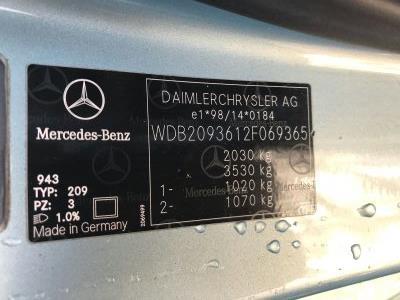 DAIMLERCHRYSLER AG
e1*98/14*0184
Mercedes-Benz
WDB2093612F069365
2030 kg
3530 kg
1- 1020 kg
2- 1070 kg
943
TYP: 209
PZ: 3
1.0%
Made in Germany
2069499